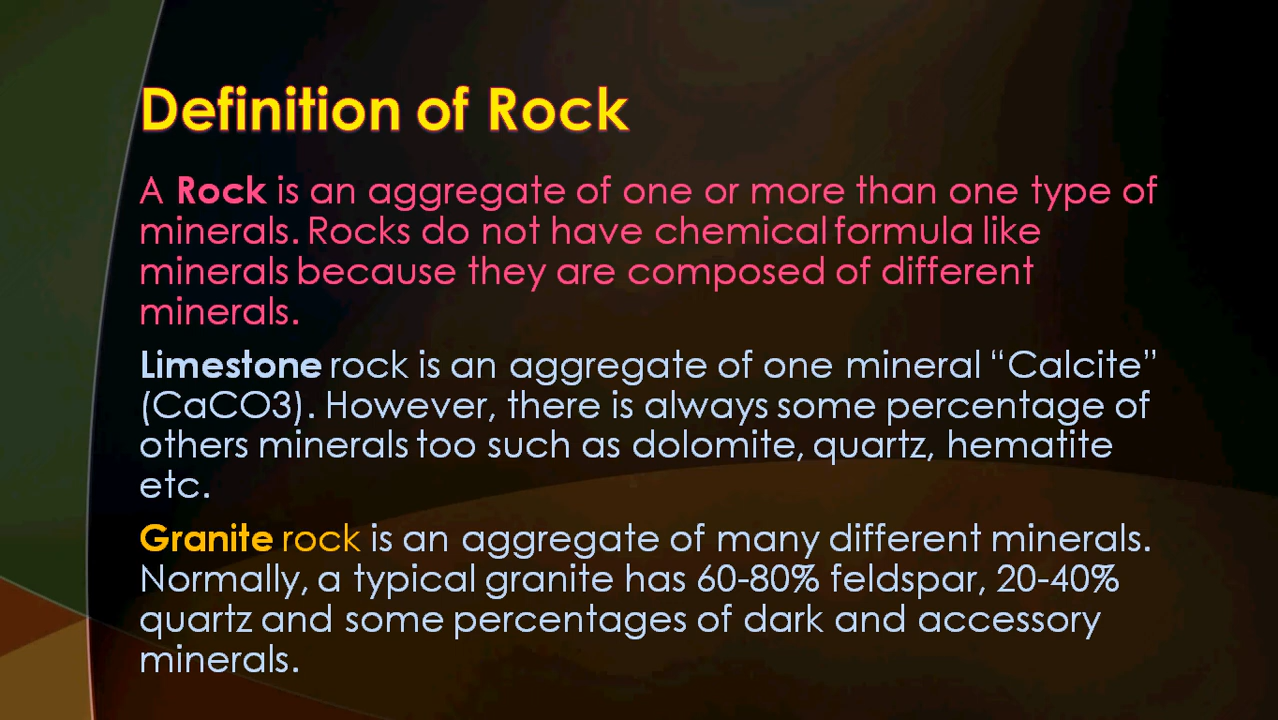 Definition of Rock
A Rock is an aggregate of one or more than one type of
minerals. Rocks do not have chemical formula like
minerals because they are composed of different
minerals.
Limestone rock is an aggregate of one mineral “Calcite”
(CaCO3). However, there is always some percentage of
others minerals too such as dolomite, quartz, hematite
etc.
Granite rock is an aggregate of many different minerals.
Normally, a typical granite has 60-80% feldspar, 20-40%
quartz and some percentages of dark and accessory
minerals.